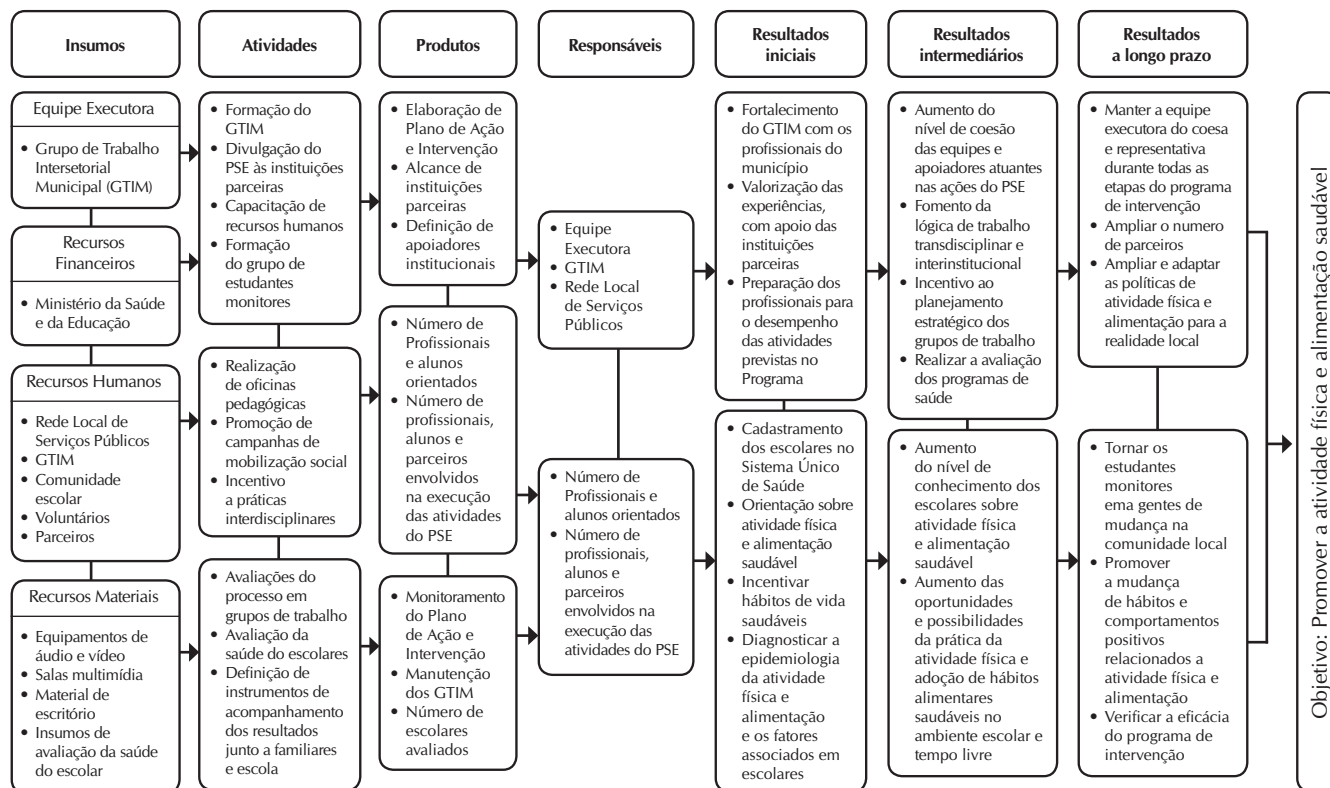 Insumos
Atividades
Produtos
Responsáveis
Resultados
iniciais
Resultados
intermediários
Resultados
a longo prazo
Equipe Executora
• Grupo de Trabalho
Intersetorial
Municipal (GTIM)
Recursos
Financeiros
• Ministério da Saúde
e da Educação
Recursos Humanos
• Rede Local de
Serviços Públicos
• GTIM
• Comunidade
escolar
• Voluntários
• Parceiros
Recursos Materiais
• Equipamentos de
áudio e vídeo
• Salas multimídia
• Material de
escritório
• Insumos de
avaliação da saúde
do escolar
• Formação do
GTIM
• Divulgação do
PSE às instituições
parceiras
• Capacitação de
recursos humanos
• Formação
do grupo de
estudantes
monitores
• Realização
de oficinas
pedagógicas
• Promoção de
campanhas de
mobilização social
• Incentivo
a práticas
interdisciplinares
• Avaliações do
processo em
grupos de trabalho
• Avaliação da
saúde do escolares
• Definição de
instrumentos de
acompanhamento
dos resultados
junto a familiares
e escola
• Elaboração de
Plano de Ação e
Intervenção
• Alcance de
instituições
parceiras
• Definição de
apoiadores
institucionais
• Número de
Profissionais
e alunos
orientados
• Número de
profissionais,
alunos e
parceiros
envolvidos
na execução
das atividades
do PSE
• Monitoramento
do Plano
de Ação e
Intervenção
• Manutenção
dos GTIM
• Número de
escolares
avaliados
• Equipe
Executora
• GTIM
• Rede Local
de Serviços
Públicos
• Número de
Profissionais e
alunos orientados
• Número de
profissionais,
alunos e
parceiros
envolvidos na
execução das
atividades do PSE
• Fortalecimento
do GTIM com os
profissionais do
município
• Valorização das
experiências,
com apoio das
instituições
parceiras
• Preparação dos
profissionais para
o desempenho
das atividades
previstas no
Programa
• Cadastramento
dos escolares no
Sistema Único
de Saúde
• Orientação sobre
atividade física
e alimentação
saudável
• Incentivar
hábitos de vida
saudáveis
• Diagnosticar a
epidemiologia
da atividade
física e
alimentação
e os fatores
associados em
escolares
• Aumento do
nível de coesão
das equipes e
apoiadores atuantes
nas ações do PSE
• Fomento da
lógica de trabalho
transdisciplinar e
interinstitucional
• Incentivo ao
planejamento
estratégico dos
grupos de trabalho
• Realizar a avaliação
dos programas de
saúde
• Aumento
do nível de
conhecimento dos
escolares sobre
atividade física
e alimentação
saudável
• Aumento das
oportunidades
e possibilidades
da prática da
atividade física e
adoção de hábitos
alimentares
saudáveis no
ambiente escolar e
tempo livre
• Manter a equipe
executora do coesa
e representativa
durante todas as
etapas do programa
de intervenção
• Ampliar o numero
de parceiros
• Ampliar e adaptar
as políticas de
atividade física e
alimentação para a
realidade local
• Tornar os
estudantes
monitores
ema gentes de
mudança na
comunidade local
• Promover
a mudança
de hábitos e
comportamentos
positivos
relacionados a
atividade física e
alimentação
• Verificar a eficácia
do programa de
intervenção
Objetivo: Promover a atividade física e alimentação saudável